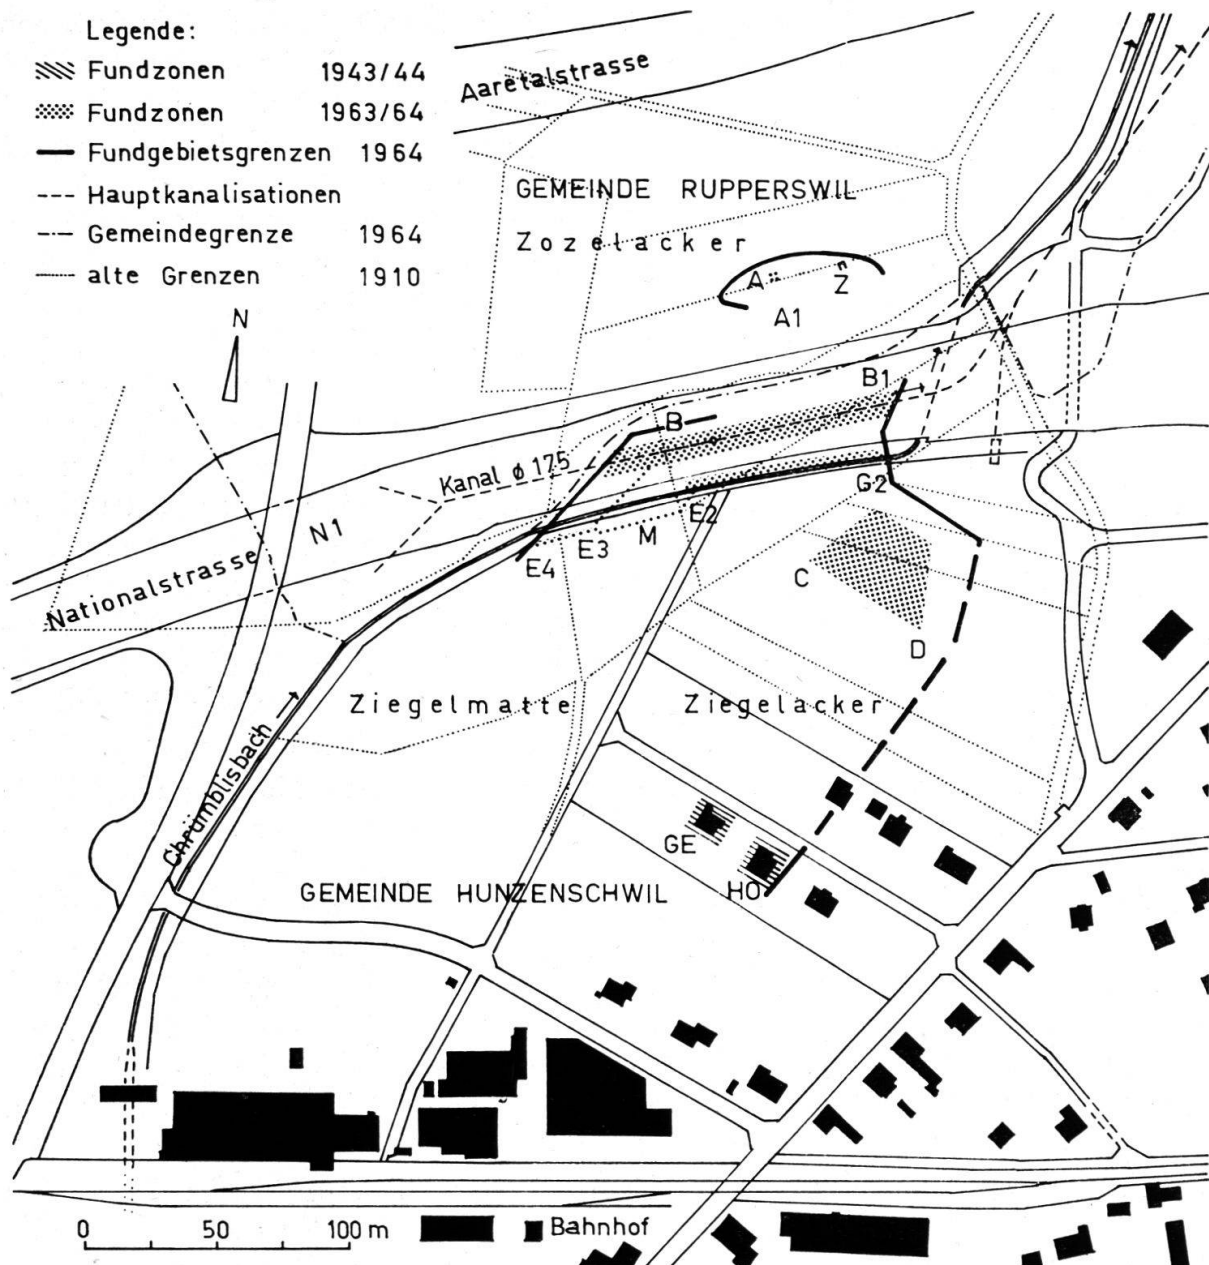 Legende:
Fundzonen 1943/44
Fundzonen 1963/64
Fundgebietsgrenzen 1964
Hauptkanalisationen
Gemeindegrenze 1964
alte Grenzen 1910
N
Aaretalstrasse
GEMEINDE RUPPERSWIL
Zozelacker
A
Z
A1
B1
B
Kanal ø 175
G2
E2
N1
E3
M
E4
Nationalstrasse
C
D
Ziegelmatte
Ziegelacker
Chrümblisbach
GE
HO
GEMEINDE HUNZENSCHWIL
0 50 100 m
Bahnhof